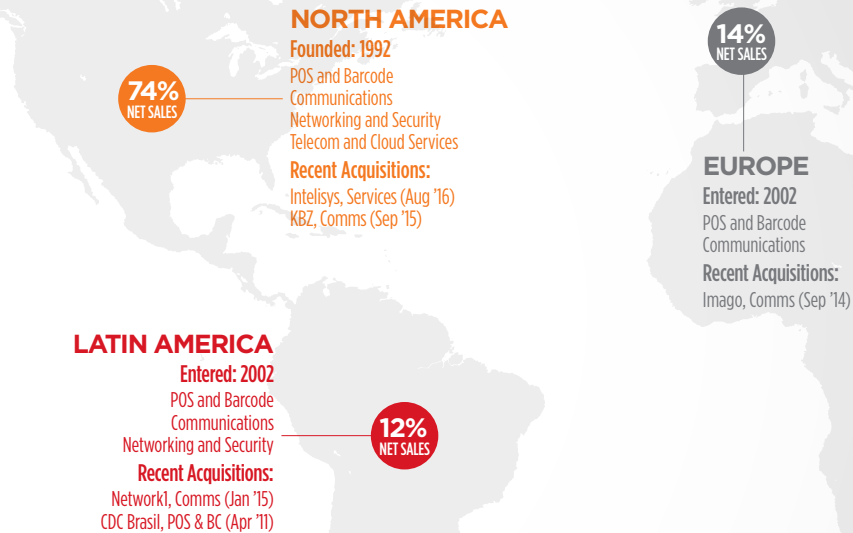 NORTH AMERICA
Founded: 1992
POS and Barcode
Communications
Networking and Security
Telecom and Cloud Services
Recent Acquisitions:
Intelisys, Services (Aug ’16)
KBZ, Comms (Sep ’15)
74%
NET SALES
14%
NET SALES
EUROPE
Entered: 2002
POS and Barcode
Communications
Recent Acquisitions:
Imago, Comms (Sep ’14)
LATIN AMERICA
Entered: 2002
POS and Barcode
Communications
Networking and Security
Recent Acquisitions:
Network1, Comms (Jan ’15)
CDC Brasil, POS & BC (Apr ’11)
12%
NET SALES